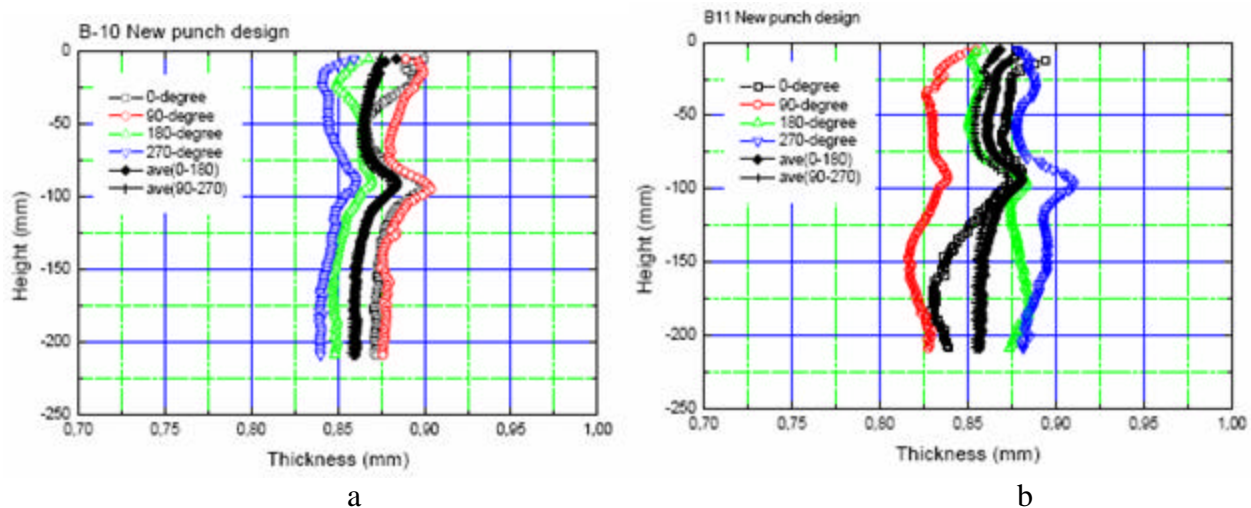 B-10 New punch design
0
-50
-100
-150
-200
-250
Height (mm)
0-degree
90-degree
180-degree
270-degree
ave(0-180)
ave(90-270)
0,70
0,75
0,80
0,85
0,90
0,95
1,00
Thickness (mm)
a
B11 New punch design
0
-50
-100
-150
-200
-250
Height (mm)
0-degree
90-degree
180-degree
270-degree
ave(0-180)
ave(90-270)
0,70
0,75
0,80
0,85
0,90
0,95
1,00
Thickness (mm)
b